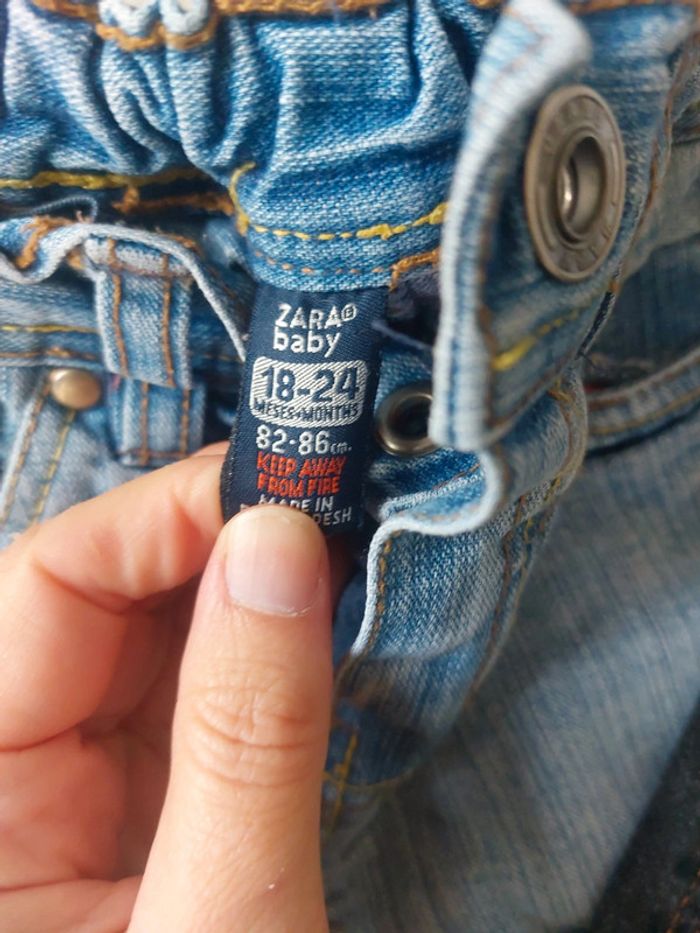 ZARA®
baby
18-24
MESES•MONTHS
82-86cm.
KEEP AWAY
FROM FIRE
MADE IN